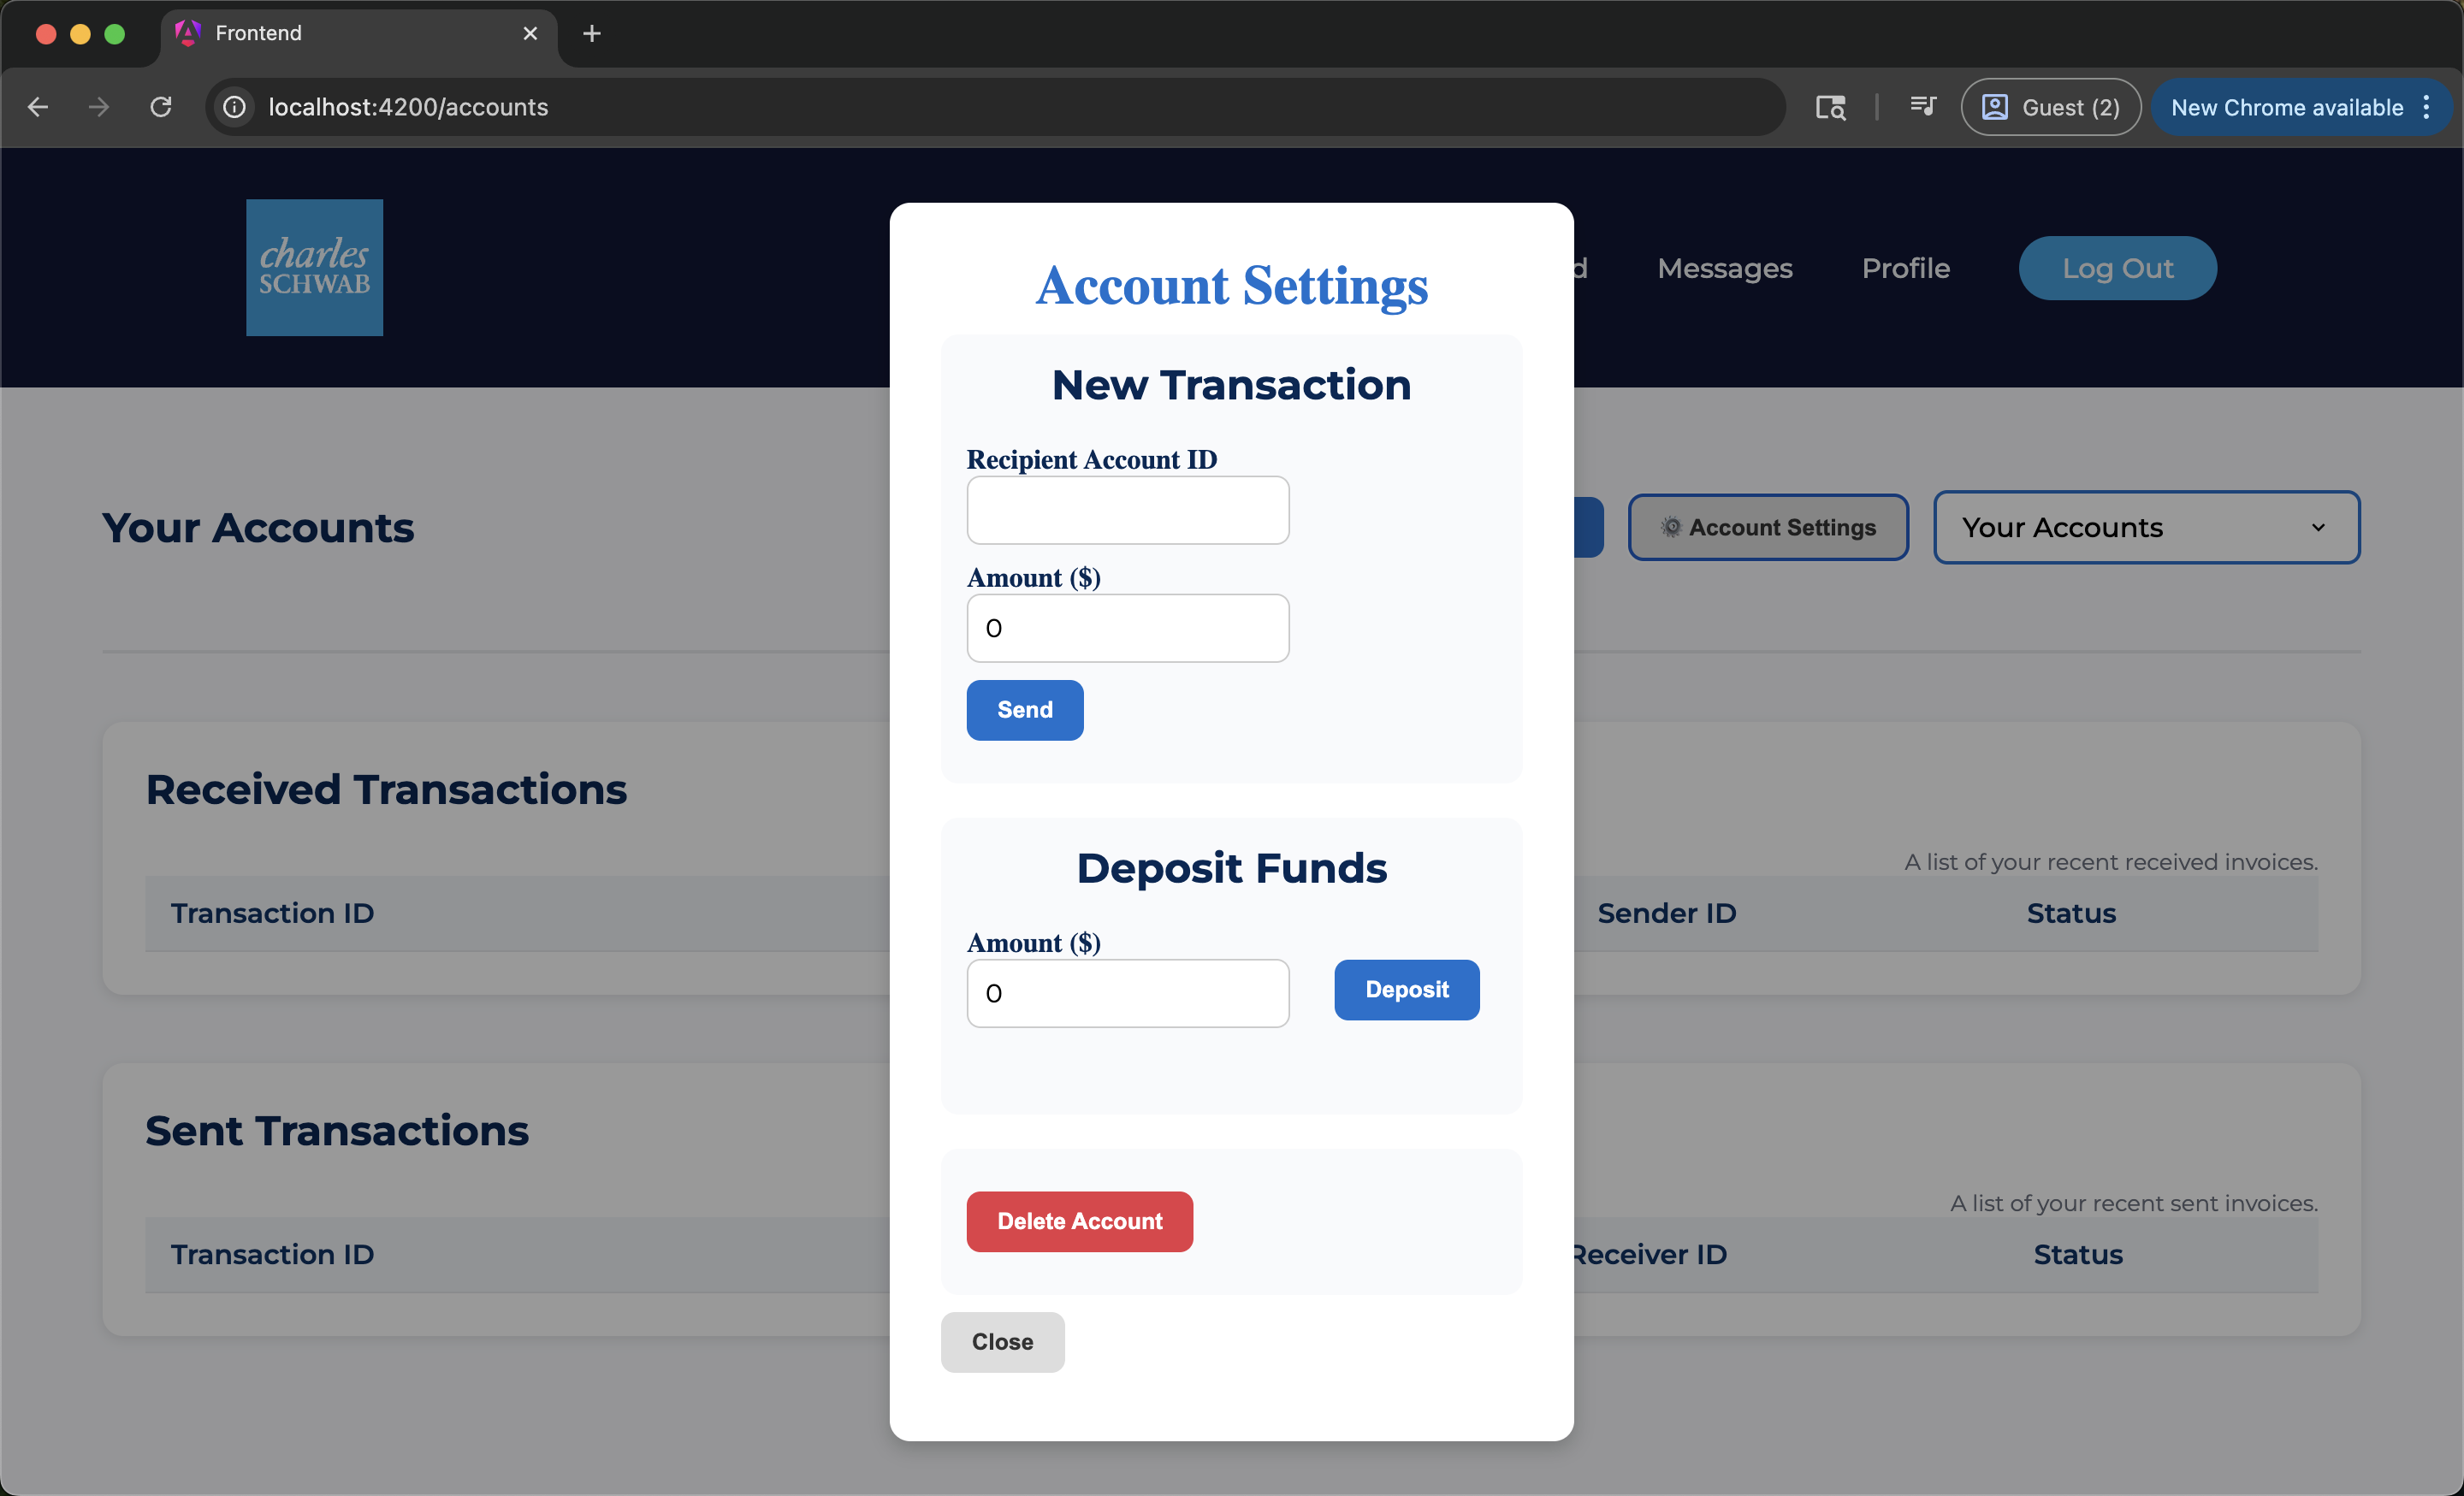 Frontend
localhost:4200/accounts
Guest (2)
New Chrome available
charles
SCHWAB
d
Messages
Profile
Log Out
Account Settings
New Transaction
Recipient Account ID
Amount ($)
0
Send
Deposit Funds
Amount ($)
0
Deposit
Delete Account
Close
Your Accounts
Account Settings
Your Accounts
Received Transactions
A list of your recent received invoices.
Transaction ID
Sender ID
Status
Sent Transactions
A list of your recent sent invoices.
Transaction ID
Receiver ID
Status